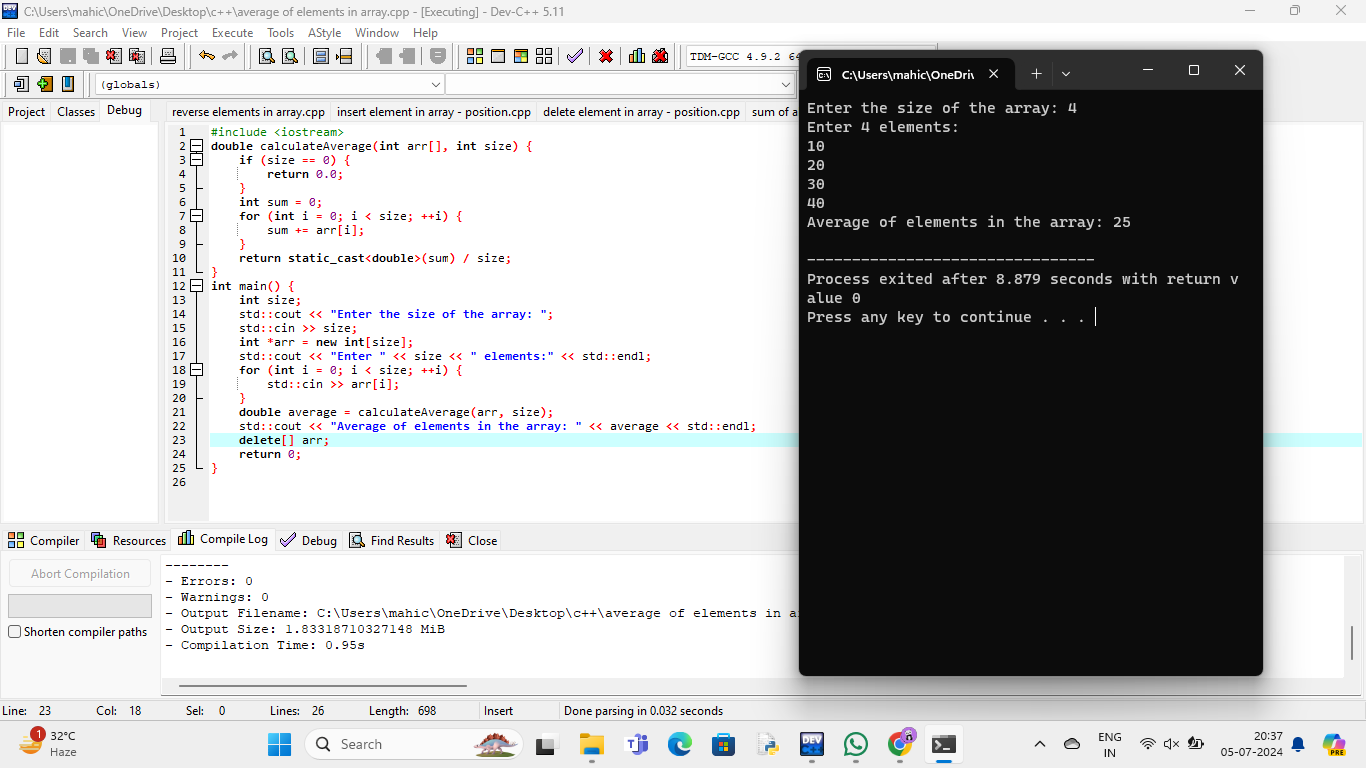 C:\Users\mahic\OneDrive\Desktop\c++\average of elements in array.cpp - [Executing] - Dev-C++ 5.11
File Edit Search View Project Execute Tools AStyle Window Help
TDM-GCC 4.9.2 64
(globals)
Project Classes Debug
reverse elements in array.cpp insert element in array - position.cpp delete element in array - position.cpp sum of a
1 #include <iostream>
2 double calculateAverage(int arr[], int size) {
3 if (size == 0) {
4 return 0.0;
5 }
6 int sum = 0;
7 for (int i = 0; i < size; ++i) {
8 sum += arr[i];
9 }
10 return static_cast<double>(sum) / size;
11 }
12 int main() {
13 int size;
14 std::cout << "Enter the size of the array: ";
15 std::cin >> size;
16 int *arr = new int[size];
17 std::cout << "Enter " << size << " elements:" << std::endl;
18 for (int i = 0; i < size; ++i) {
19 std::cin >> arr[i];
20 }
21 double average = calculateAverage(arr, size);
22 std::cout << "Average of elements in the array: " << average << std::endl;
23 delete[] arr;
24 return 0;
25 }
26
C:\Users\mahic\OneDri
Enter the size of the array: 4
Enter 4 elements:
10
20
30
40
Average of elements in the array: 25
--------------------------------
Process exited after 8.879 seconds with return v
alue 0
Press any key to continue . . .
Compiler Resources Compile Log Debug Find Results Close
Abort Compilation
Shorten compiler paths
--------
- Errors: 0
- Warnings: 0
- Output Filename: C:\Users\mahic\OneDrive\Desktop\c++\average of elements in a
- Output Size: 1.83318710327148 MiB
- Compilation Time: 0.95s
Line: 23 Col: 18 Sel: 0 Lines: 26 Length: 698 Insert Done parsing in 0.032 seconds
1
32°C
Haze
Search
DEV
PRE
ENG
IN
20:37
05-07-2024